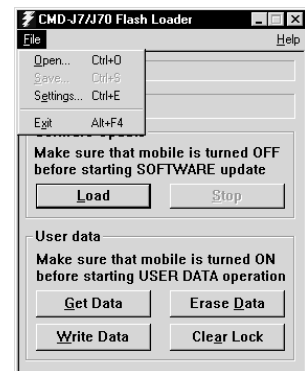 CMD-J7/J70 Flash Loader
File Help
Open... Ctrl+O
Save... Ctrl+S
Settings... Ctrl+E
Exit Alt+F4
Make sure that mobile is turned OFF
before starting SOFTWARE update
Load Stop
User data
Make sure that mobile is turned ON
before starting USER DATA operation
Get Data Erase Data
Write Data Clear Lock